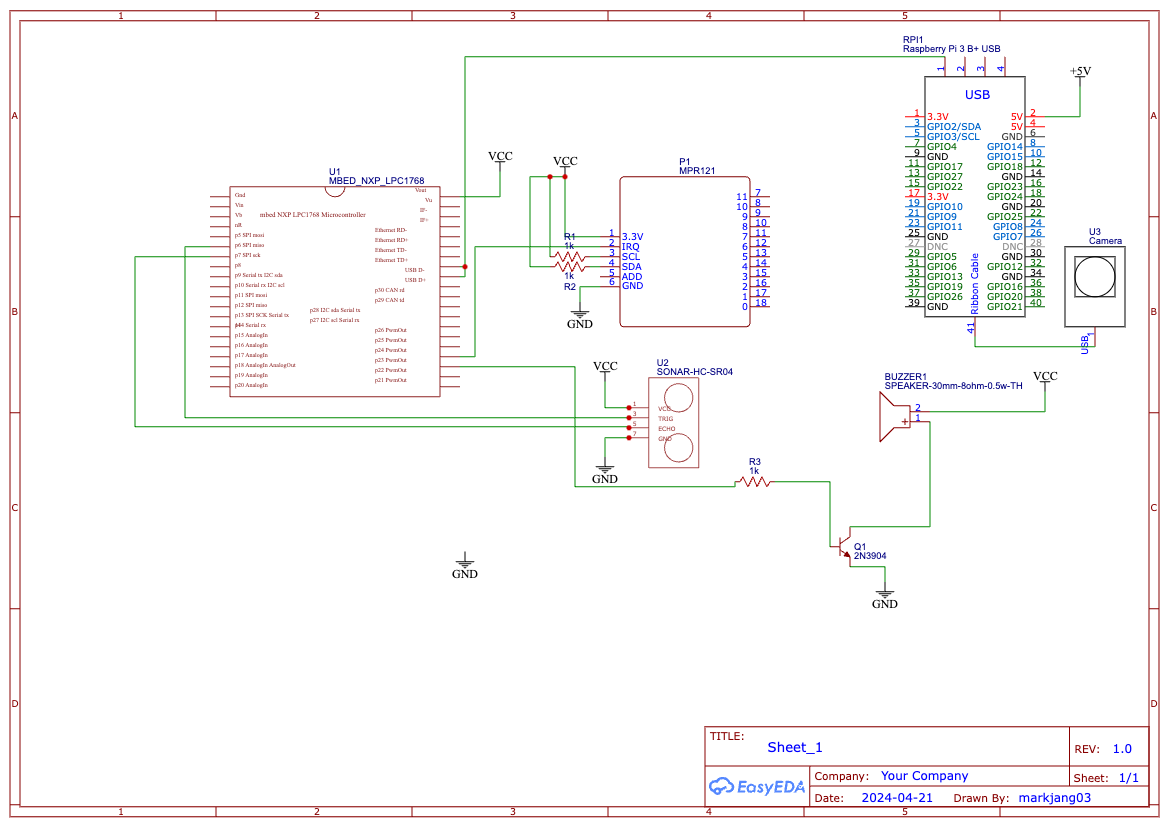 1 2 3 4 5
A
B
C
D
RPI1
Raspberry Pi 3 B+ USB
1 2 3 4
USB
+5V
1 3.3V 5V 2
3 GPIO2/SDA 5V 4
5 GPIO3/SCL GND 6
7 GPIO4 GPIO14 8
9 GND GPIO15 10
11 GPIO17 GPIO18 12
13 GPIO27 GND 14
15 GPIO22 GPIO23 16
17 3.3V GPIO24 18
19 GPIO10 GND 20
21 GPIO9 GPIO25 22
23 GPIO11 GPIO8 24
25 GND GPIO7 26
27 DNC DNC 28
29 GPIO5 GND 30
31 GPIO6 GPIO12 32
33 GPIO13 GND 34
35 GPIO19 GPIO16 36
37 GPIO26 GPIO20 38
39 GND GPIO21 40
Ribbon Cable
41
U3
Camera
USB
1
U1
MBED_NXP_LPC1768
mbed NXP LPC1768 Microcontroller
Gnd
Vin
Vb
nR
p5 SPI mosi
p6 SPI miso
p7 SPI sck
p8
p9 Serial tx I2C sda
p10 Serial rx I2C scl
p11 SPI mosi
p12 SPI miso
p13 SPI SCK Serial tx
p14 Serial rx
p15 AnalogIn
p16 AnalogIn
p17 AnalogIn
p18 AnalogIn AnalogOut
p19 AnalogIn
p20 AnalogIn
Vout
Vu
IF-
IF+
Ethernet RD-
Ethernet RD+
Ethernet TD-
Ethernet TD+
USB D-
USB D+
p30 CAN rd
p29 CAN td
p28 I2C sda Serial tx
p27 I2C scl Serial rx
p26 PwmOut
p25 PwmOut
p24 PwmOut
p23 PwmOut
p22 PwmOut
p21 PwmOut
VCC
VCC
R1
1k
1k
R2
GND
P1
MPR121
1 3.3V
2 IRQ
3 SCL
4 SDA
5 ADD
6 GND
11 7
10 8
9 9
8 10
7 11
6 12
5 13
4 14
3 15
2 16
1 17
0 18
VCC
U2
SONAR-HC-SR04
1 VCC
3 TRIG
5 ECHO
7 GND
GND
BUZZER1
SPEAKER-30mm-8ohm-0.5w-TH
VCC
2
+ 1
R3
1k
Q1
2N3904
GND
GND
A
B
C
D
TITLE:
Sheet_1
REV: 1.0
EasyEDA
Company: Your Company
Sheet: 1/1
Date: 2024-04-21 Drawn By: markjang03
1 2 3 4 5